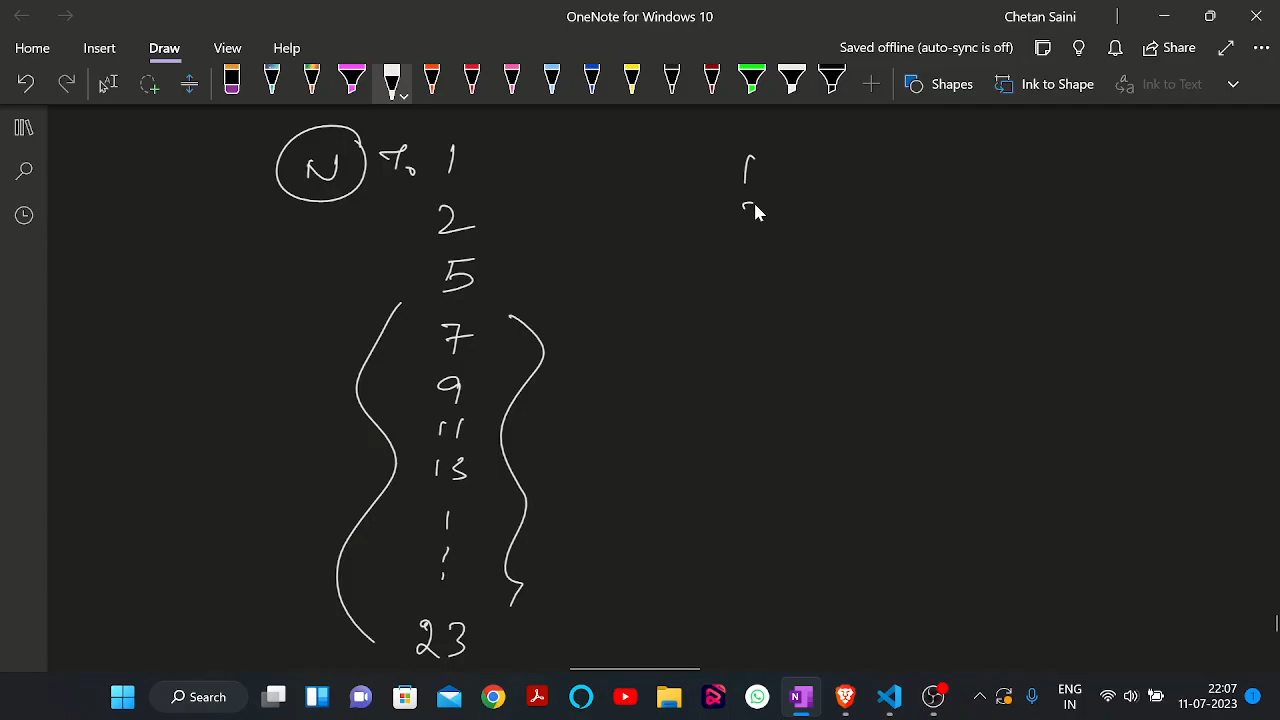 OneNote for Windows 10
Chetan Saini
Home Insert Draw View Help
Saved offline (auto-sync is off)
Share
Shapes
Ink to Shape
Ink to Text
N % 1
2
5
7
9
11
13
23
1
Search
ENG
IN
22:07
11-07-2023
1